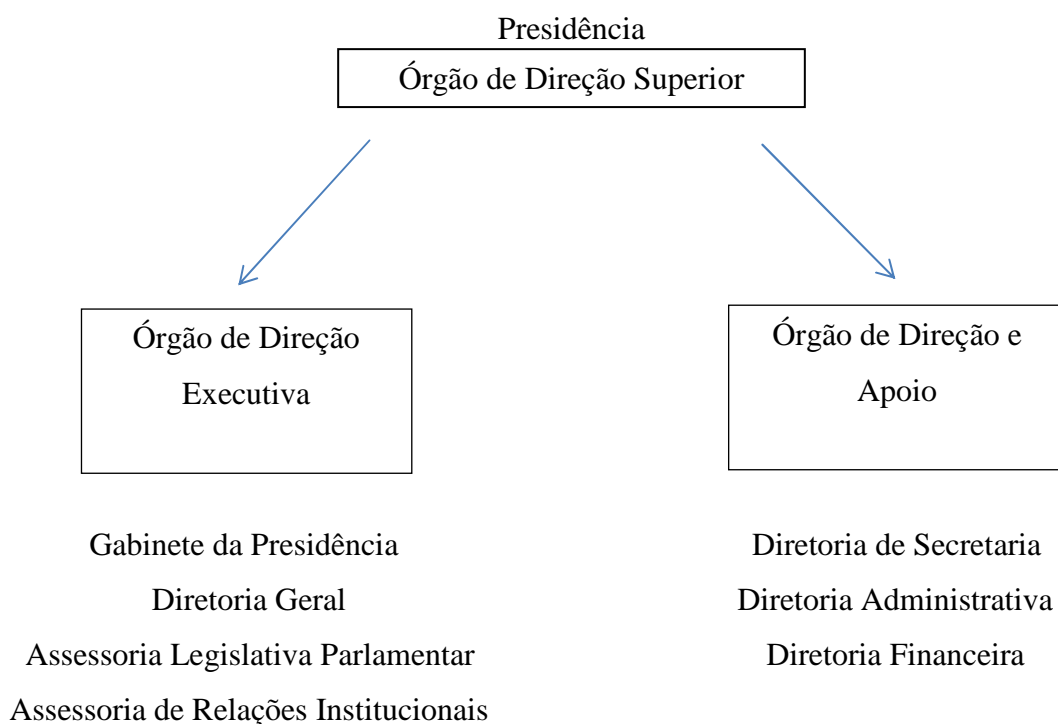 Presidência
Órgão de Direção Superior
Órgão de Direção
Executiva
Órgão de Direção e
Apoio
Gabinete da Presidência
Diretoria Geral
Assessoria Legislativa Parlamentar
Assessoria de Relações Institucionais
Diretoria de Secretaria
Diretoria Administrativa
Diretoria Financeira